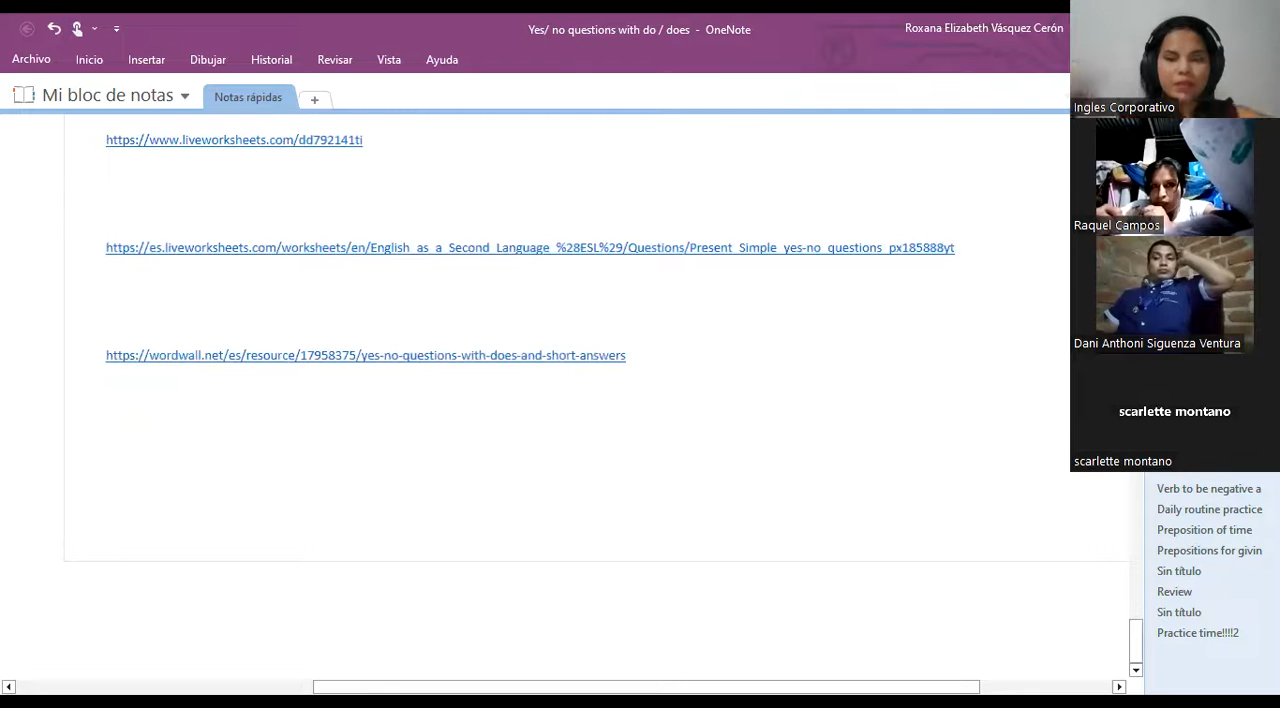 Yes/ no questions with do / does - OneNote
Roxana Elizabeth Vásquez Cerón
Archivo
Inicio
Insertar
Dibujar
Historial
Revisar
Vista
Ayuda
Mi bloc de notas
Notas rápidas
+
https://www.liveworksheets.com/dd792141ti
https://es.liveworksheets.com/worksheets/en/English_as_a_Second_Language_%28ESL%29/Questions/Present_Simple_yes-no_questions_px185888yt
https://wordwall.net/es/resource/17958375/yes-no-questions-with-does-and-short-answers
Ingles Corporativo
Raquel Campos
Dani Anthoni Siguenza Ventura
scarlette montano
scarlette montano
Verb to be negative a
Daily routine practice
Preposition of time
Prepositions for givin
Sin título
Review
Sin título
Practice time!!!!2